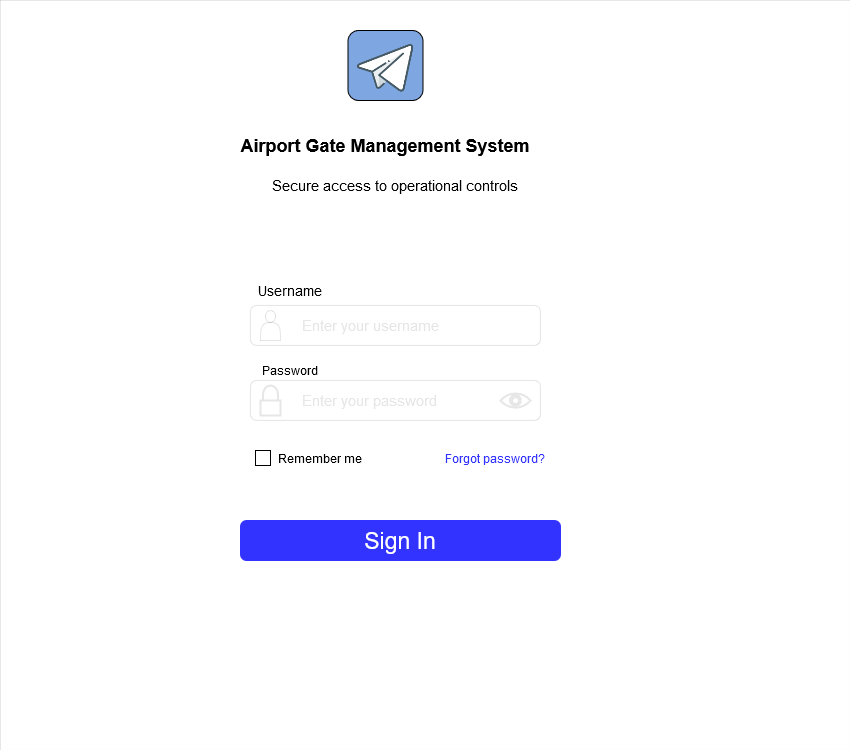 Airport Gate Management System
Secure access to operational controls
Username
Enter your username
Password
Enter your password
Remember me
Forgot password?
Sign In